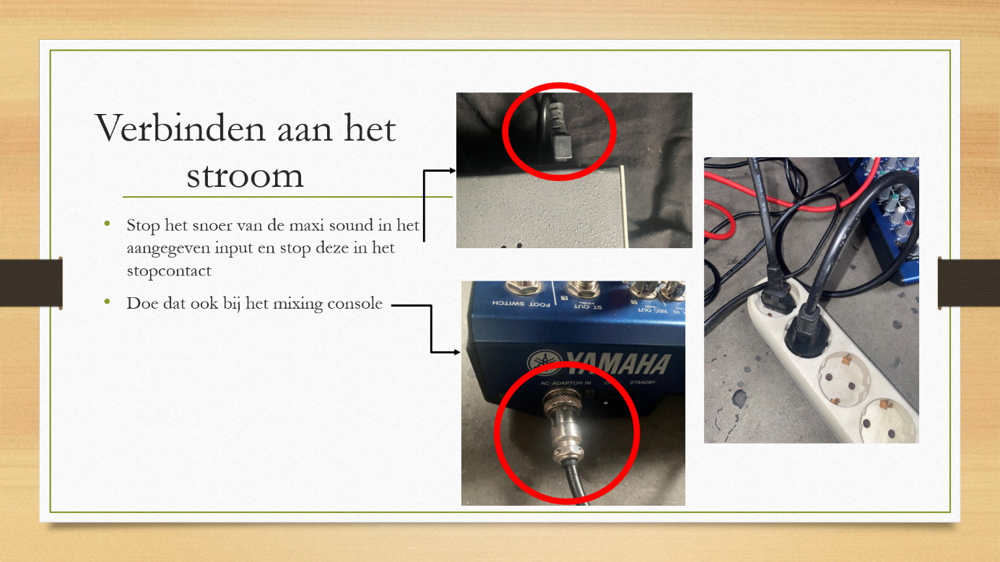 Verbinden aan het
stroom
• Stop het snoer van de maxi sound in het
aangegeven input en stop deze in het
stopcontact
• Doe dat ook bij het mixing console
FOOT SWITCH
ST OUT
REC OUT
YAMAHA
AC ADAPTOR IN
STANDBY